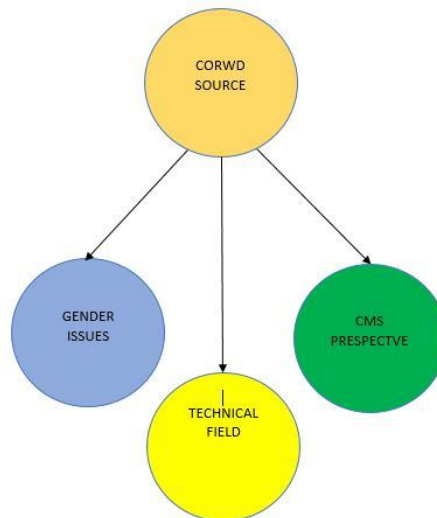 CORWD
SOURCE
GENDER
ISSUES
CMS
PRESPECTVE
TECHNICAL
FIELD